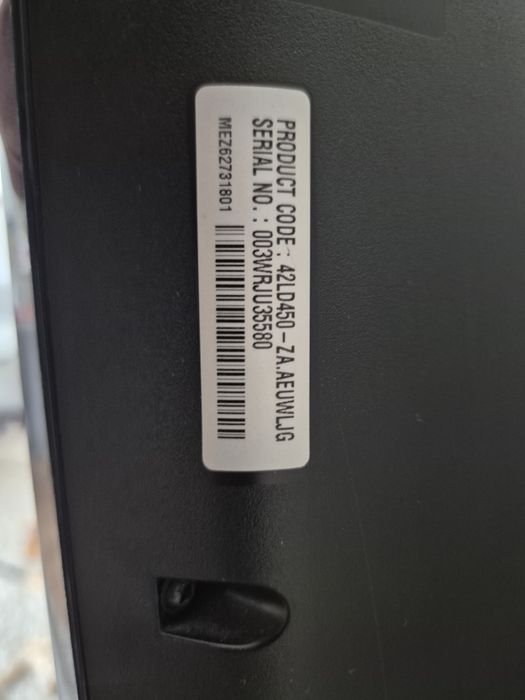 PRODUCT CODE : 42LD450-ZA.AEUWLJG
SERIAL NO. : 003WRJU35580
MEZ62731801